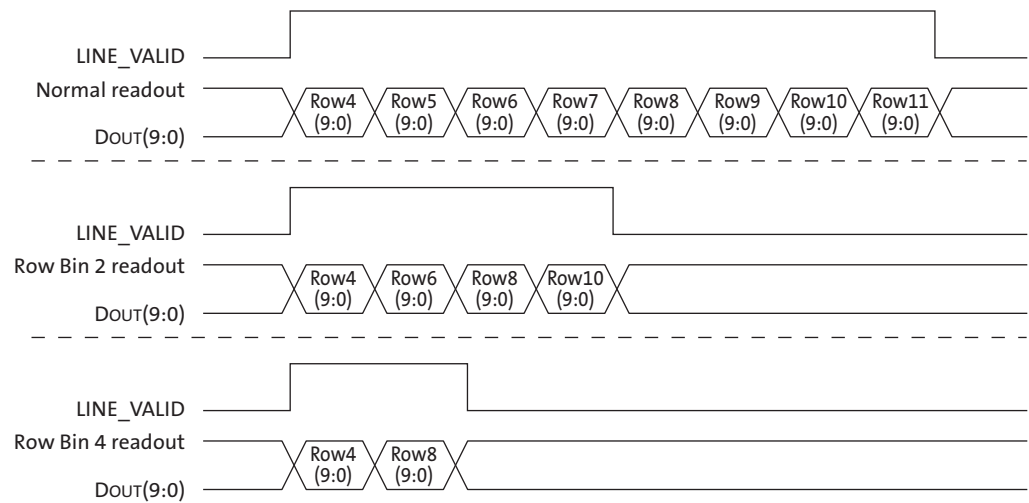 LINE_VALID
Normal readout
Row4 Row5 Row6 Row7 Row8 Row9 Row10 Row11
(9:0) (9:0) (9:0) (9:0) (9:0) (9:0) (9:0) (9:0)
DOUT(9:0)
LINE_VALID
Row Bin 2 readout
Row4 Row6 Row8 Row10
(9:0) (9:0) (9:0) (9:0)
DOUT(9:0)
LINE_VALID
Row Bin 4 readout
Row4 Row8
(9:0) (9:0)
DOUT(9:0)